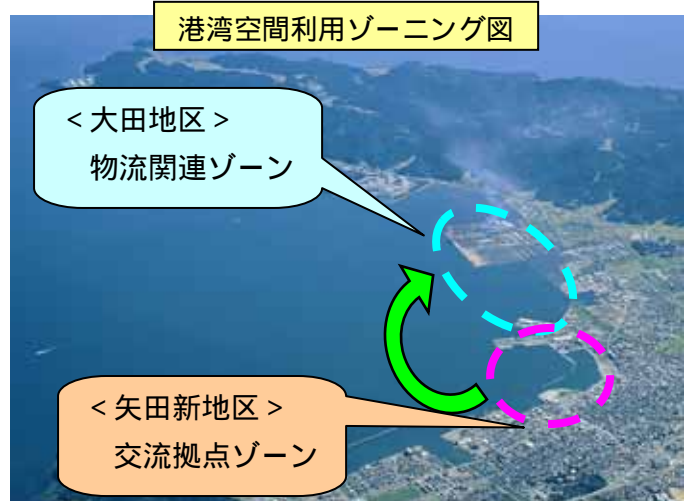 港湾空間利用ゾーニング図
＜大田地区＞
物流関連ゾーン
＜矢田新地区＞
交流拠点ゾーン